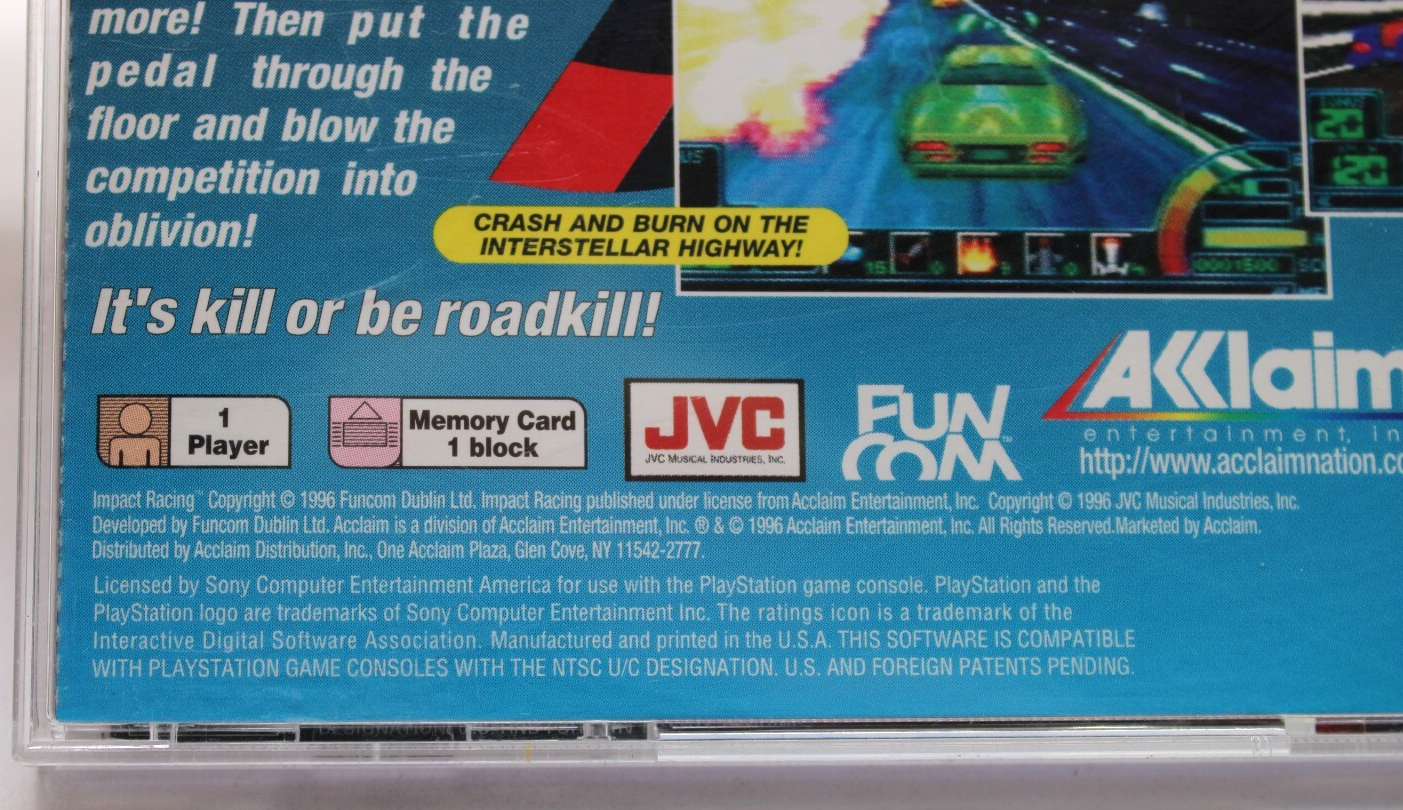 more! Then put the
pedal through the
floor and blow the
competition into
oblivion!
CRASH AND BURN ON THE
INTERSTELLAR HIGHWAY!
It's kill or be roadkill!
20
20
15
00001500
1
Player
Memory Card
1 block
JVC
JVC MUSICAL INDUSTRIES, INC.
FUN
COM™
AKKlaim
entertainment, in
http://www.acclaimnation.co
Impact Racing™ Copyright © 1996 Funcom Dublin Ltd. Impact Racing published under license from Acclaim Entertainment, Inc. Copyright © 1996 JVC Musical Industries, Inc.
Developed by Funcom Dublin Ltd. Acclaim is a division of Acclaim Entertainment, Inc. ® & © 1996 Acclaim Entertainment, Inc. All Rights Reserved.Marketed by Acclaim.
Distributed by Acclaim Distribution, Inc., One Acclaim Plaza, Glen Cove, NY 11542-2777.
Licensed by Sony Computer Entertainment America for use with the PlayStation game console. PlayStation and the
PlayStation logo are trademarks of Sony Computer Entertainment Inc. The ratings icon is a trademark of the
Interactive Digital Software Association. Manufactured and printed in the U.S.A. THIS SOFTWARE IS COMPATIBLE
WITH PLAYSTATION GAME CONSOLES WITH THE NTSC U/C DESIGNATION. U.S. AND FOREIGN PATENTS PENDING.